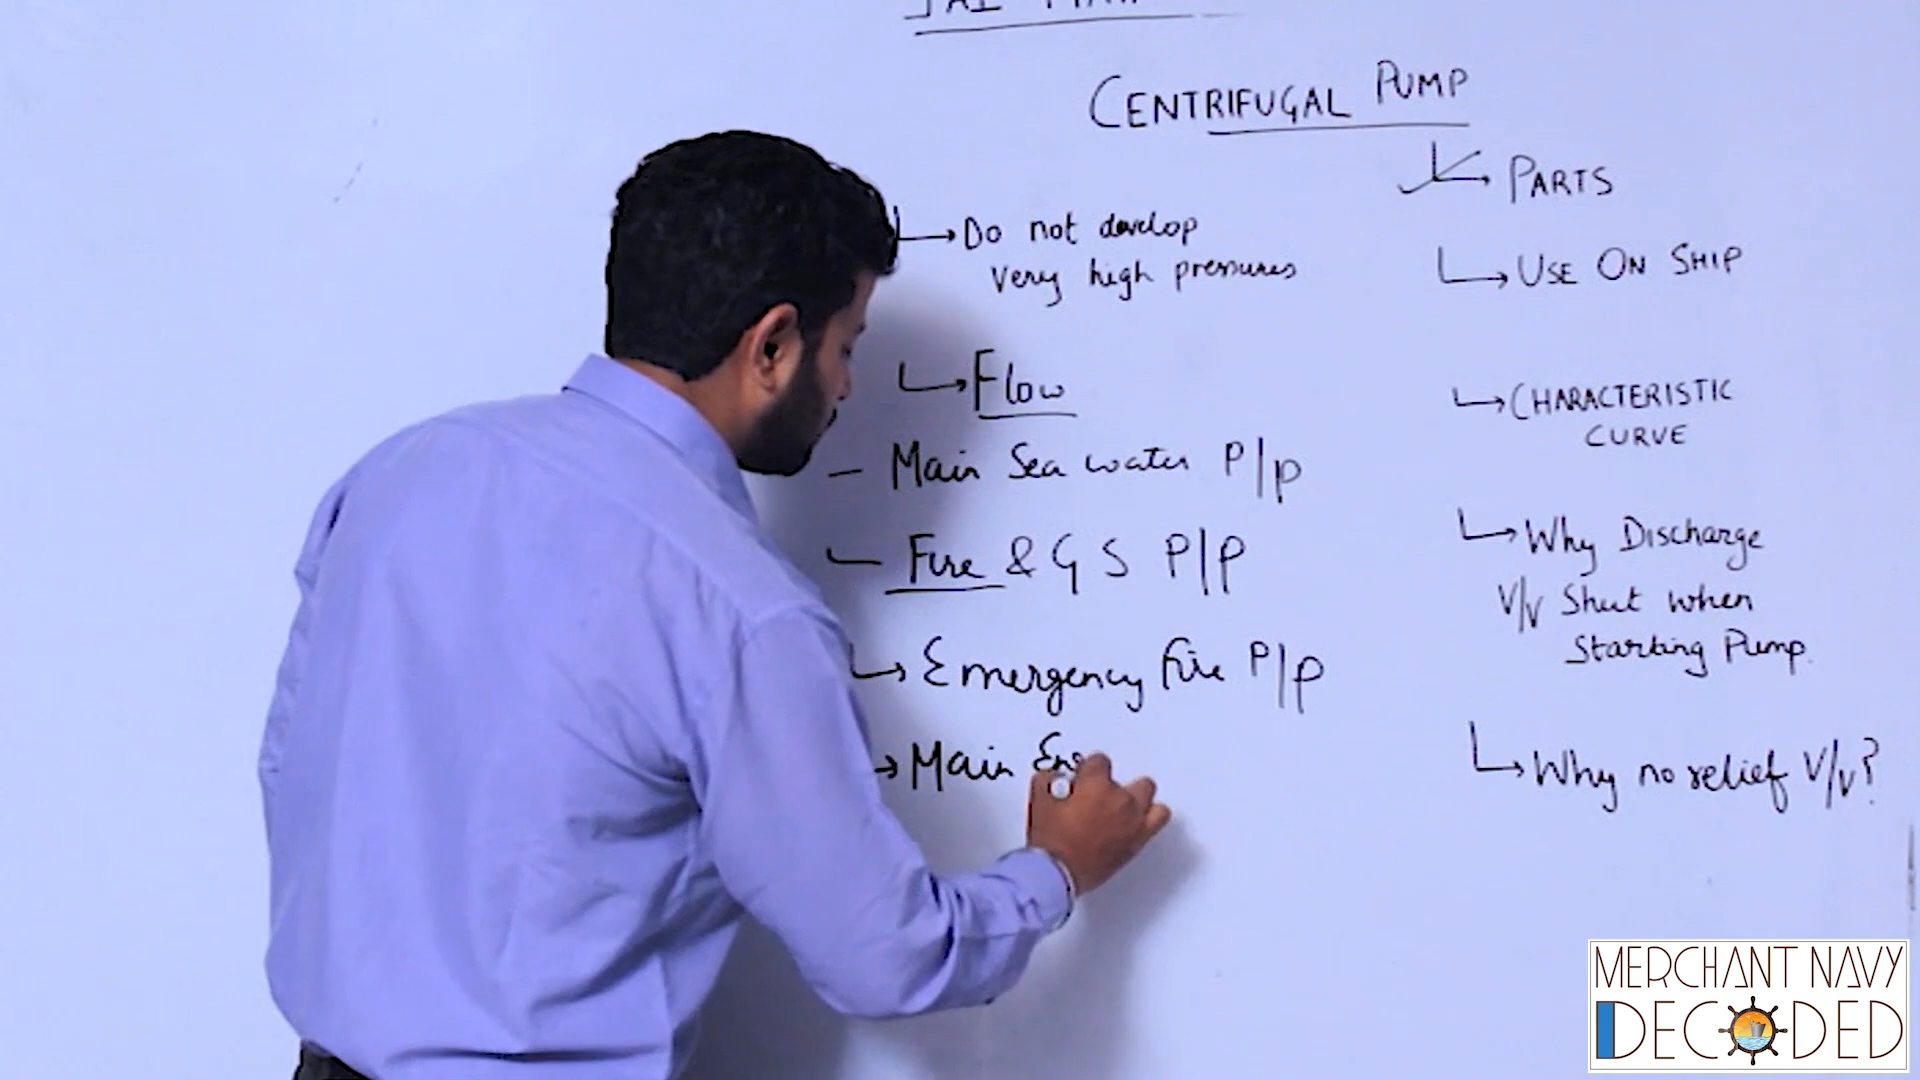 CENTRIFUGAL PUMP
PARTS
USE ON SHIP
CHARACTERISTIC
CURVE
Why Discharge
V/V Shut when
Starting Pump.
Why no relief V/V?
Do not develop
very high pressures
Flow
Main Sea water P/p
Fire & G S P/p
Emergency Fire P/p
Main Eng
MERCHANT NAVY
DECODED